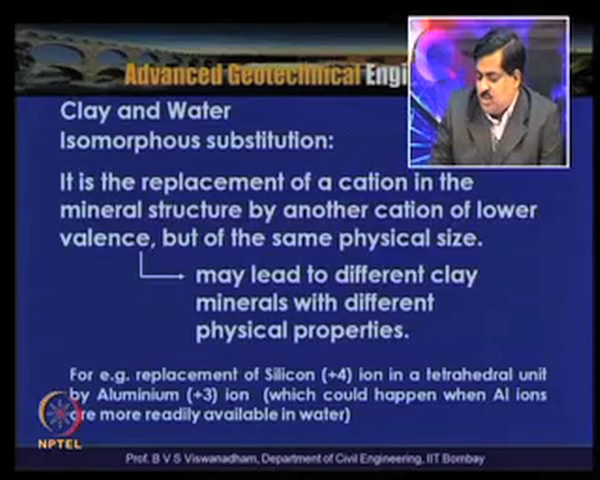 Advanced Geotechnical Engi
Clay and Water
Isomorphous substitution:
It is the replacement of a cation in the
mineral structure by another cation of lower
valence, but of the same physical size.
may lead to different clay
minerals with different
physical properties.
For e.g. replacement of Silicon (+4) ion in a tetrahedral unit
by Aluminium (+3) ion (which could happen when Al ions
are more readily available in water)
NPTEL
Prof. B V S Viswanadham, Department of Civil Engineering, IIT Bombay